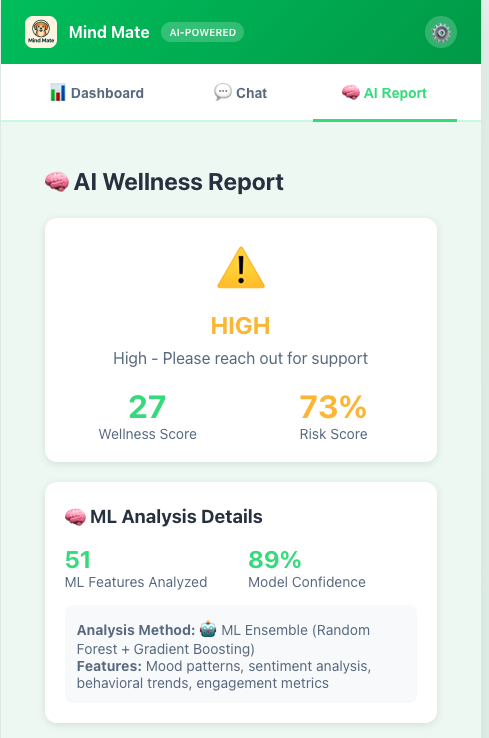 Mind Mate
Mind Mate AI-POWERED
Dashboard Chat AI Report
AI Wellness Report
HIGH
High - Please reach out for support
27 73%
Wellness Score Risk Score
ML Analysis Details
51 89%
ML Features Analyzed Model Confidence
Analysis Method: ML Ensemble (Random
Forest + Gradient Boosting)
Features: Mood patterns, sentiment analysis,
behavioral trends, engagement metrics